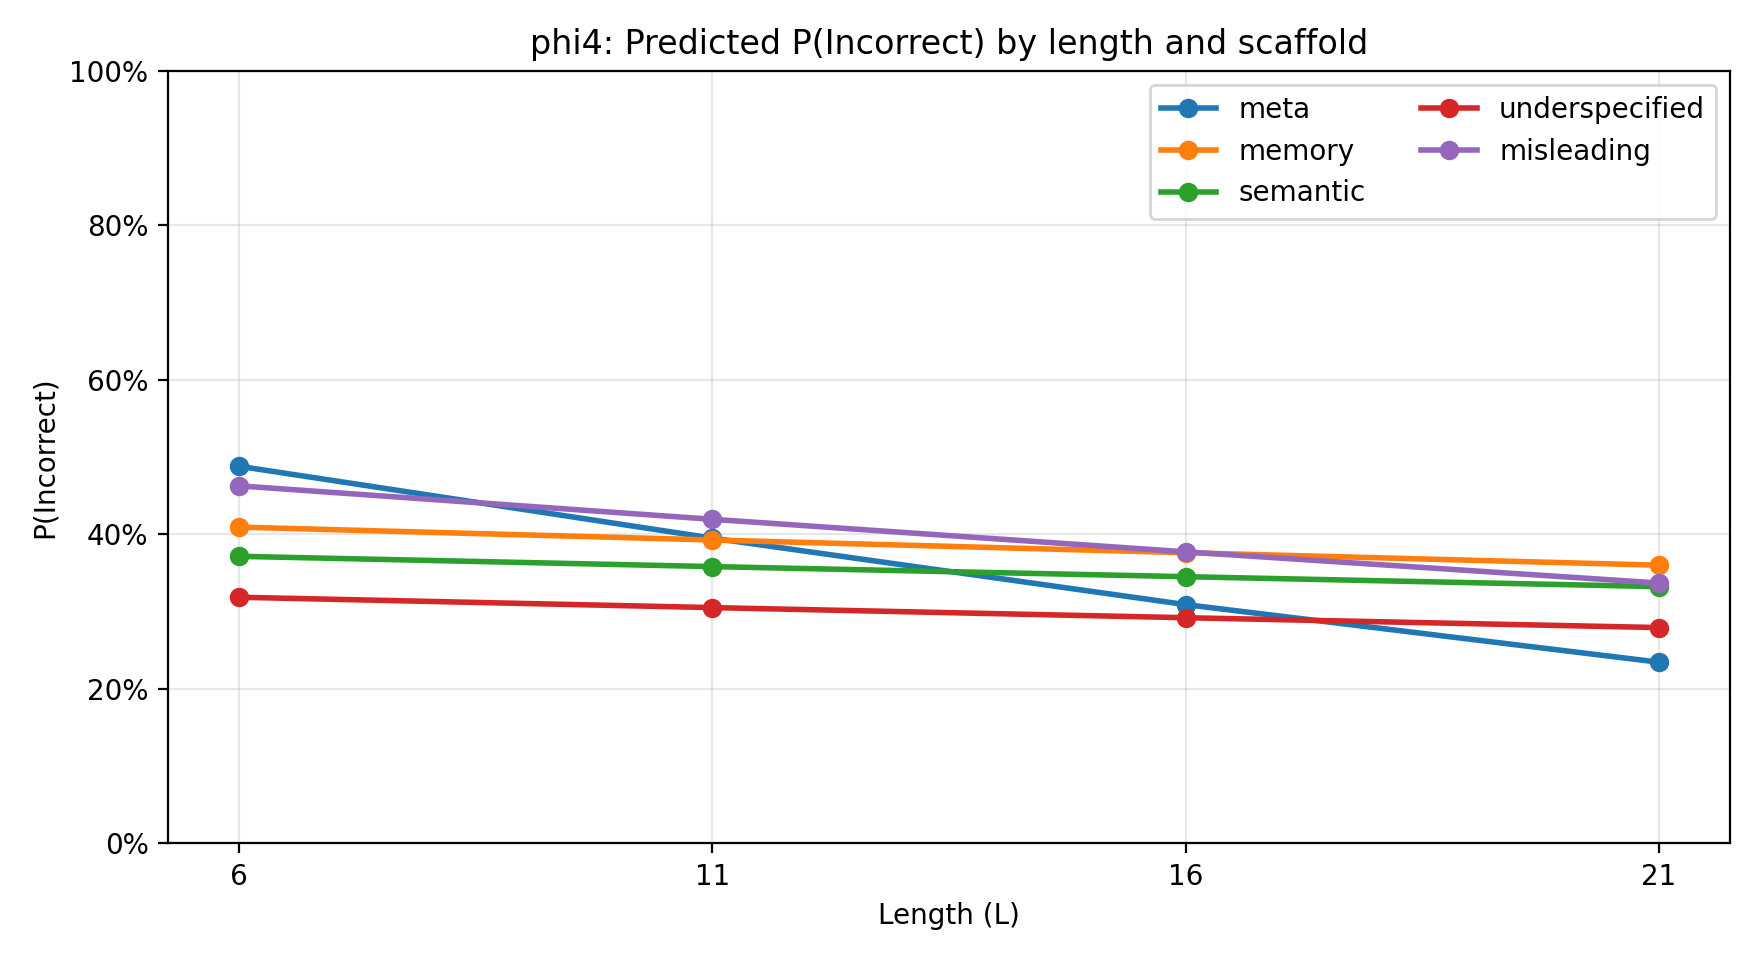 phi4: Predicted P(Incorrect) by length and scaffold
100%
80%
60%
40%
20%
0%
P(Incorrect)
meta
memory
semantic
underspecified
misleading
6 11 16 21
Length (L)